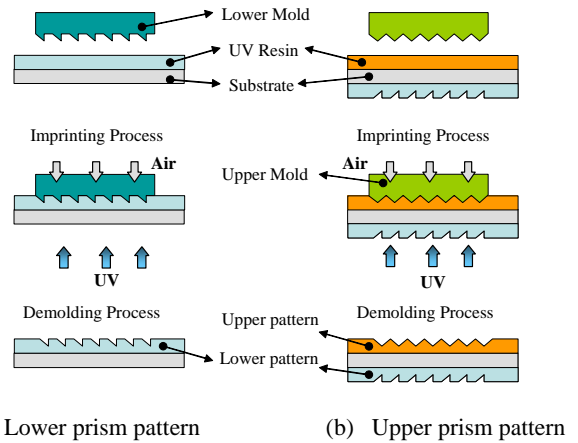 Lower Mold
UV Resin
Substrate
Imprinting Process
Imprinting Process
Air
Air
Upper Mold
UV
UV
Demolding Process
Demolding Process
Upper pattern
Lower pattern
Lower prism pattern
(b) Upper prism pattern